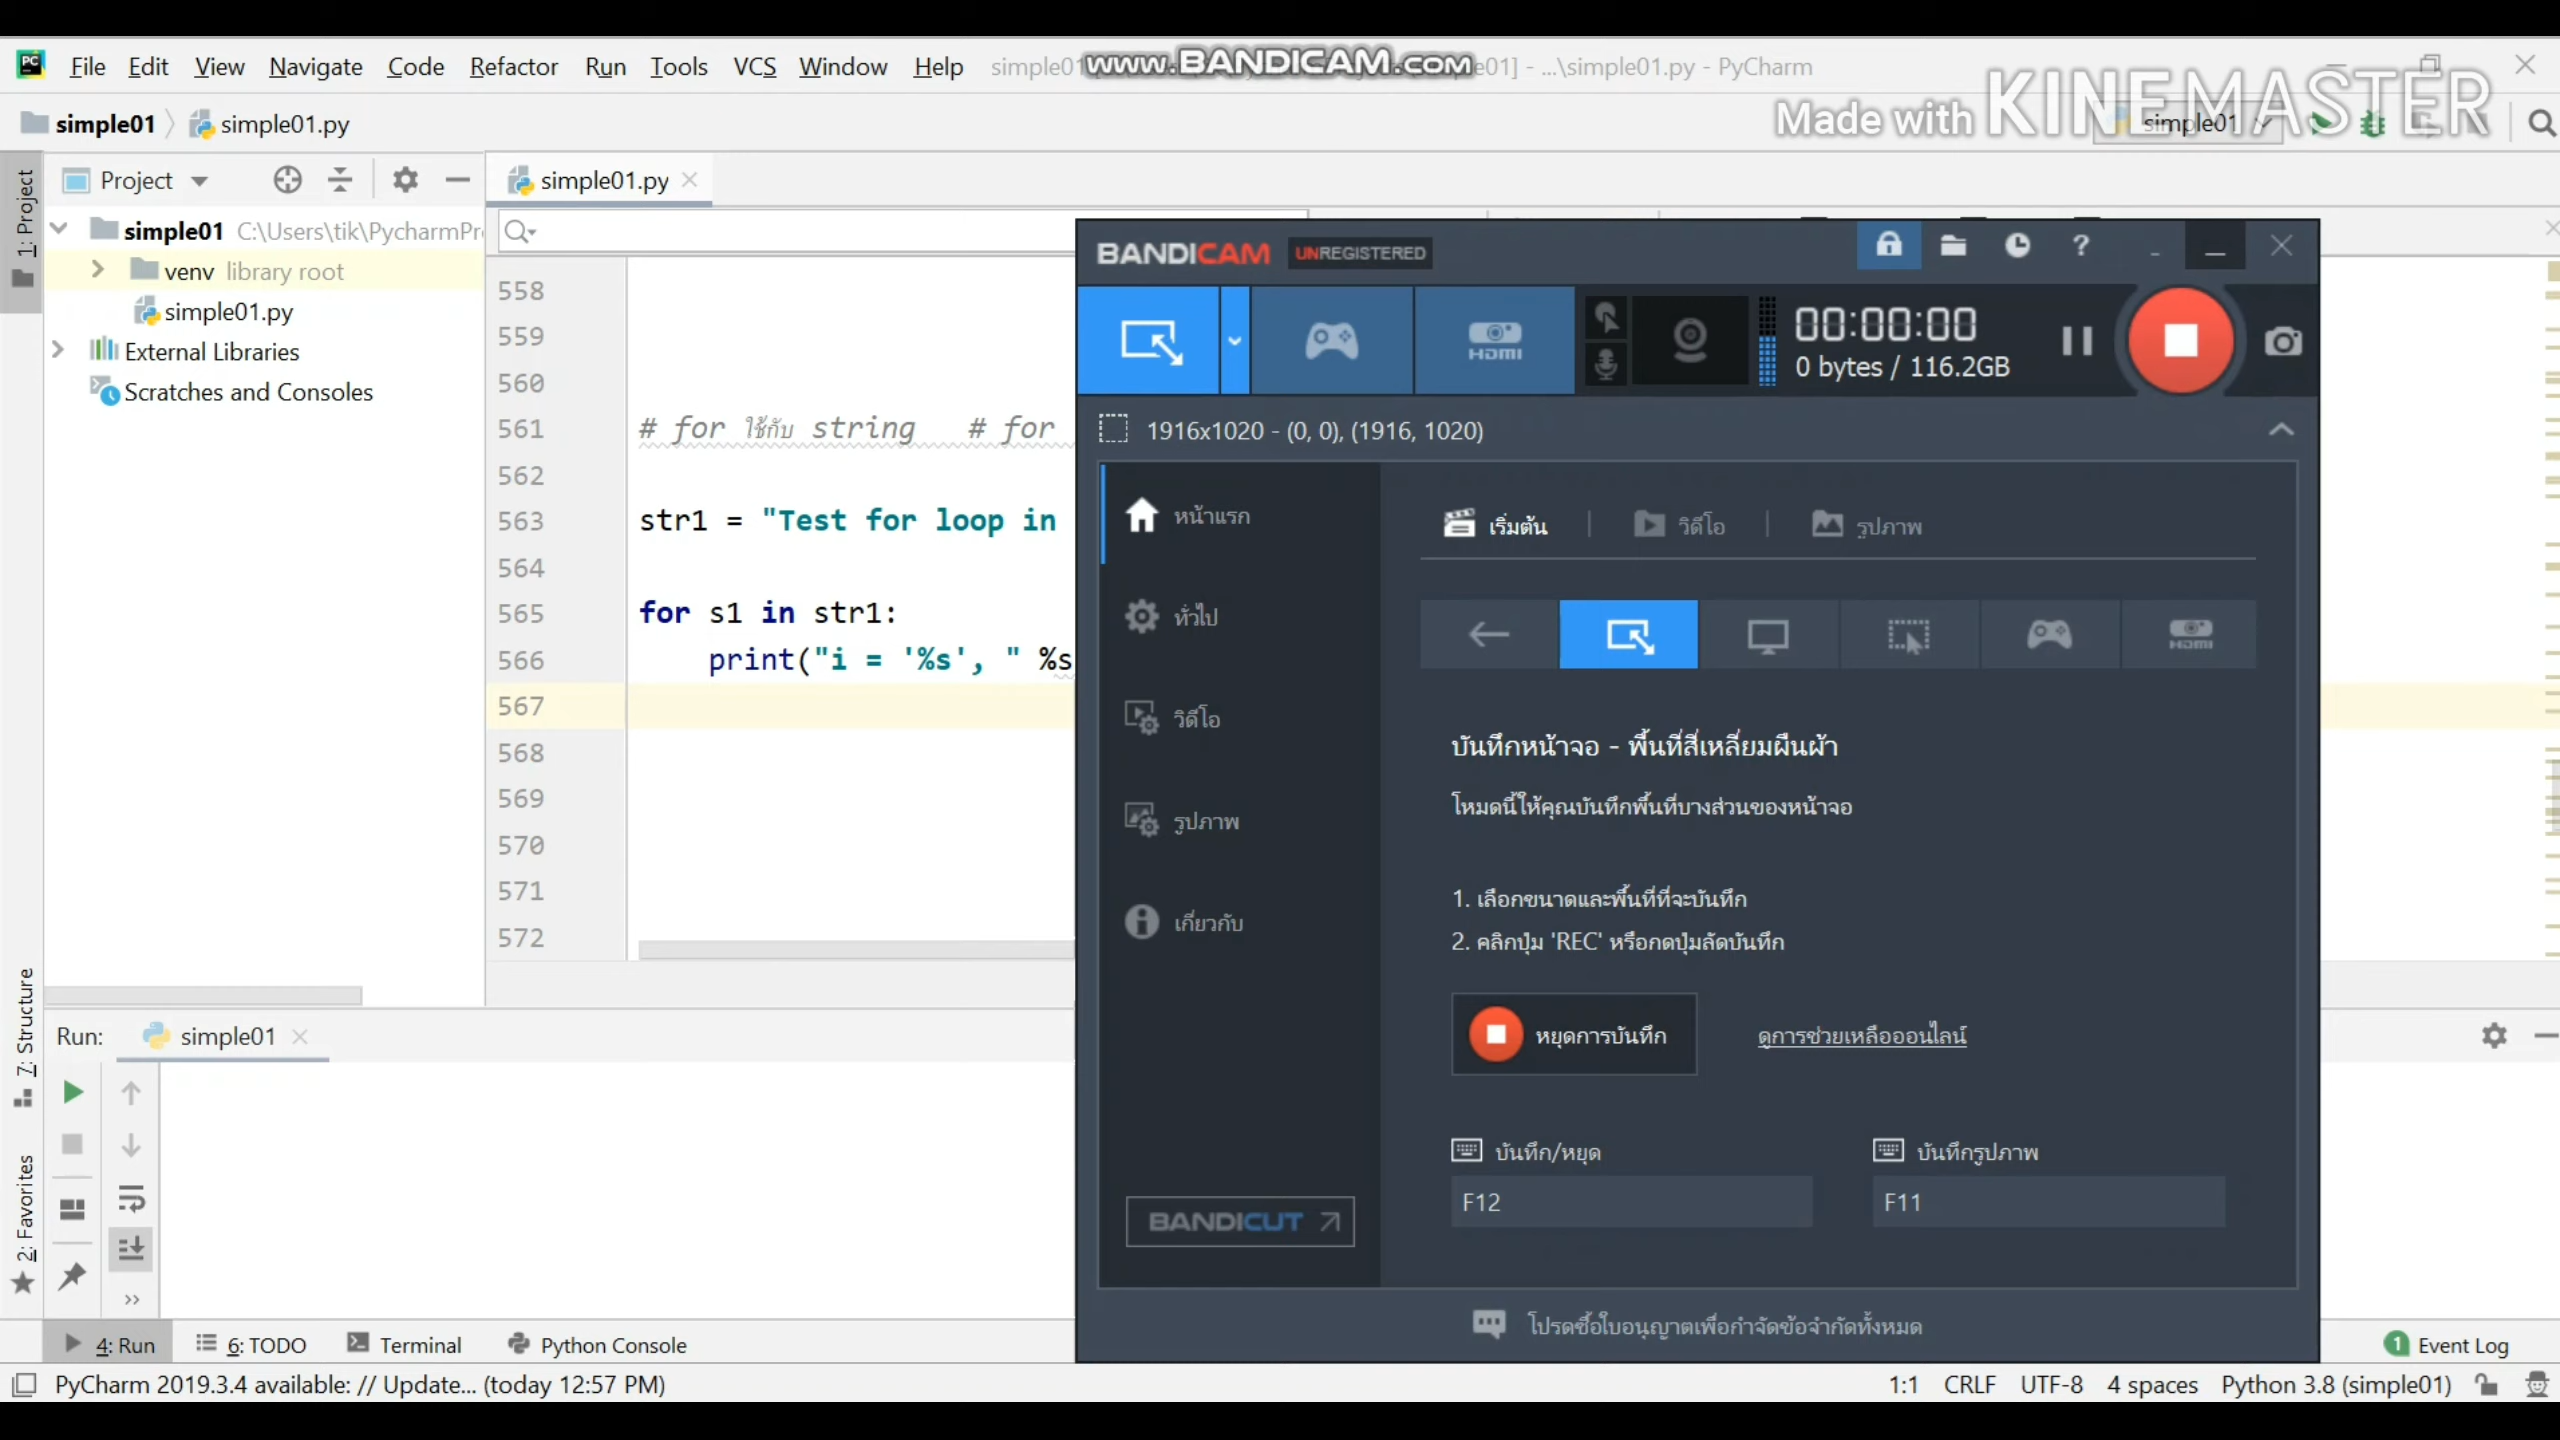 File Edit View Navigate Code Refactor Run Tools VCS Window Help simple01 www.BANDICAM.com e01] - ...\simple01.py - PyCharm
Made with KINEMASTER
simple01 simple01.py
simple01
1: Project
Project
simple01.py
simple01 C:\Users\tik\PycharmPr
venv library root
simple01.py
External Libraries
Scratches and Consoles
558
559
560
561 # for ใช้กับ string # for
562
563 str1 = "Test for loop in
564
565 for s1 in str1:
566 print("i = '%s', " %s
567
568
569
570
571
572
BANDICAM UNREGISTERED
HDMI
00:00:00
0 bytes / 116.2GB
1916x1020 - (0, 0), (1916, 1020)
หน้าแรก
ทั่วไป
วิดีโอ
รูปภาพ
เกี่ยวกับ
BANDICUT
เริ่มต้น | วิดีโอ | รูปภาพ
HDMI
บันทึกหน้าจอ - พื้นที่สี่เหลี่ยมผืนผ้า
โหมดนี้ให้คุณบันทึกพื้นที่บางส่วนของหน้าจอ
1. เลือกขนาดและพื้นที่ที่จะบันทึก
2. คลิกปุ่ม 'REC' หรือกดปุ่มลัดบันทึก
หยุดการบันทึก ดูการช่วยเหลือออนไลน์
บันทึก/หยุด บันทึกรูปภาพ
F12 F11
โปรดซื้อใบอนุญาตเพื่อกำจัดข้อจำกัดทั้งหมด
7: Structure
2: Favorites
Run: simple01
4: Run 6: TODO Terminal Python Console 1 Event Log
PyCharm 2019.3.4 available: // Update... (today 12:57 PM) 1:1 CRLF UTF-8 4 spaces Python 3.8 (simple01)